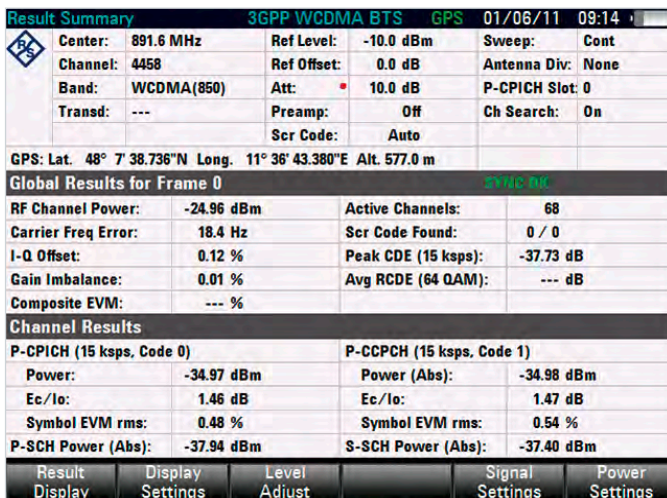 Result Summary 3GPP WCDMA BTS GPS 01/06/11 09:14
R&S
Center: 891.6 MHz Ref Level: -10.0 dBm Sweep: Cont
Channel: 4458 Ref Offset: 0.0 dB Antenna Div: None
Band: WCDMA(850) Att: 10.0 dB P-CPICH Slot: 0
Transd: --- Preamp: Off Ch Search: On
Scr Code: Auto
GPS: Lat. 48° 7' 38.736"N Long. 11° 36' 43.380"E Alt. 577.0 m
Global Results for Frame 0 SYNC OK
RF Channel Power: -24.96 dBm Active Channels: 68
Carrier Freq Error: 18.4 Hz Scr Code Found: 0 / 0
I-Q Offset: 0.12 % Peak CDE (15 ksps): -37.73 dB
Gain Imbalance: 0.01 % Avg RCDE (64 QAM): --- dB
Composite EVM: --- %
Channel Results
P-CPICH (15 ksps, Code 0) P-CCPCH (15 ksps, Code 1)
Power: -34.97 dBm Power (Abs): -34.98 dBm
Ec/Io: 1.46 dB Ec/Io: 1.47 dB
Symbol EVM rms: 0.48 % Symbol EVM rms: 0.54 %
P-SCH Power (Abs): -37.94 dBm S-SCH Power (Abs): -37.40 dBm
Result Display Display Settings Level Adjust Signal Settings Power Settings